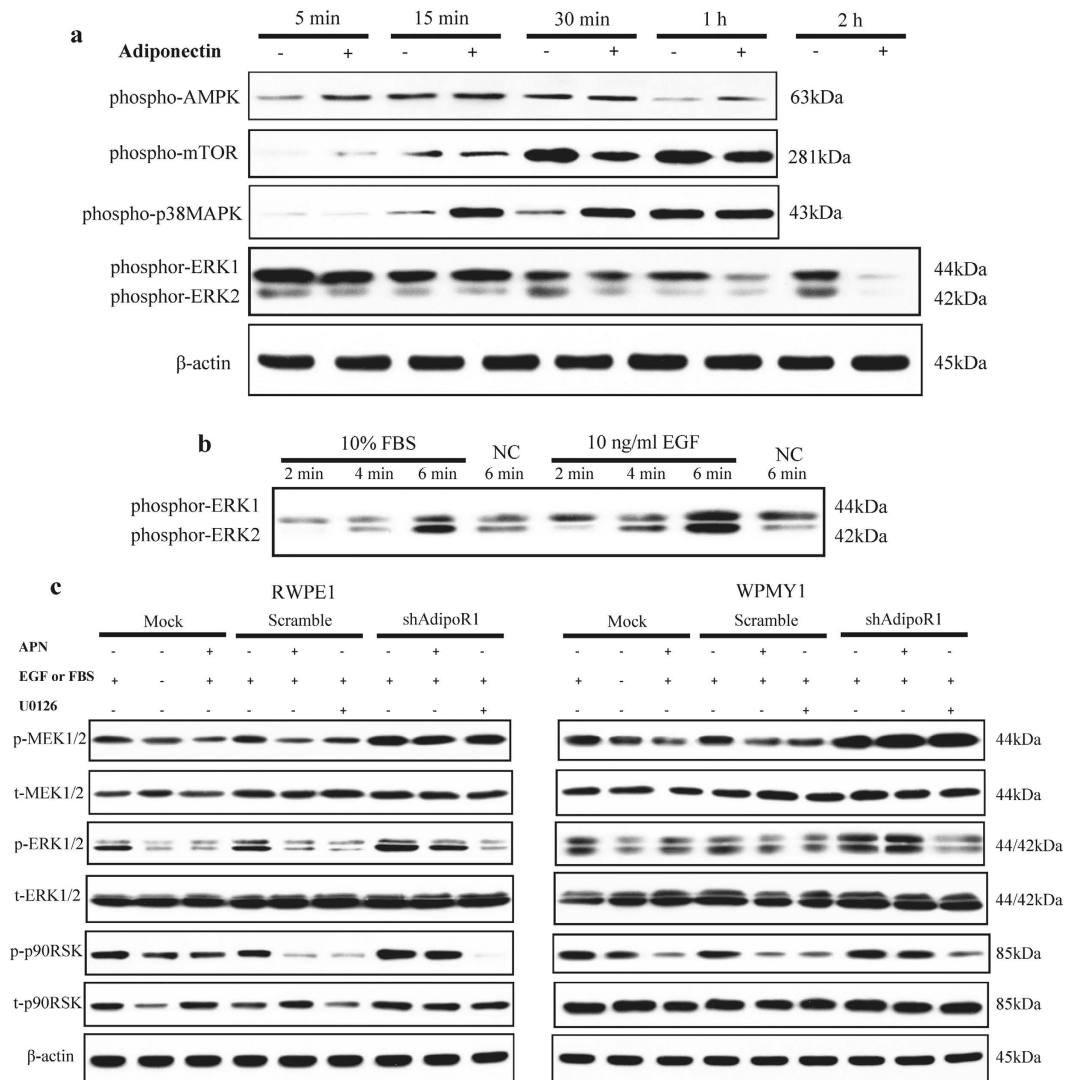 a
5 min 15 min 30 min 1 h 2 h
Adiponectin - + - + - + - + - +
phospho-AMPK 63kDa
phospho-mTOR 281kDa
phospho-p38MAPK 43kDa
phosphor-ERK1 44kDa
phosphor-ERK2 42kDa
β-actin 45kDa
b
10% FBS NC 10 ng/ml EGF NC
2 min 4 min 6 min 6 min 2 min 4 min 6 min 6 min
phosphor-ERK1 44kDa
phosphor-ERK2 42kDa
c
RWPE1 WPMY1
Mock Scramble shAdipoR1 Mock Scramble shAdipoR1
APN - - + - + - - + - - - + - + - - + -
EGF or FBS + - + + + + + + + + - + + + + + + +
U0126 - - - - - + - - + - - - - - + - - +
p-MEK1/2 44kDa
t-MEK1/2 44kDa
p-ERK1/2 44/42kDa
t-ERK1/2 44/42kDa
p-p90RSK 85kDa
t-p90RSK 85kDa
β-actin 45kDa